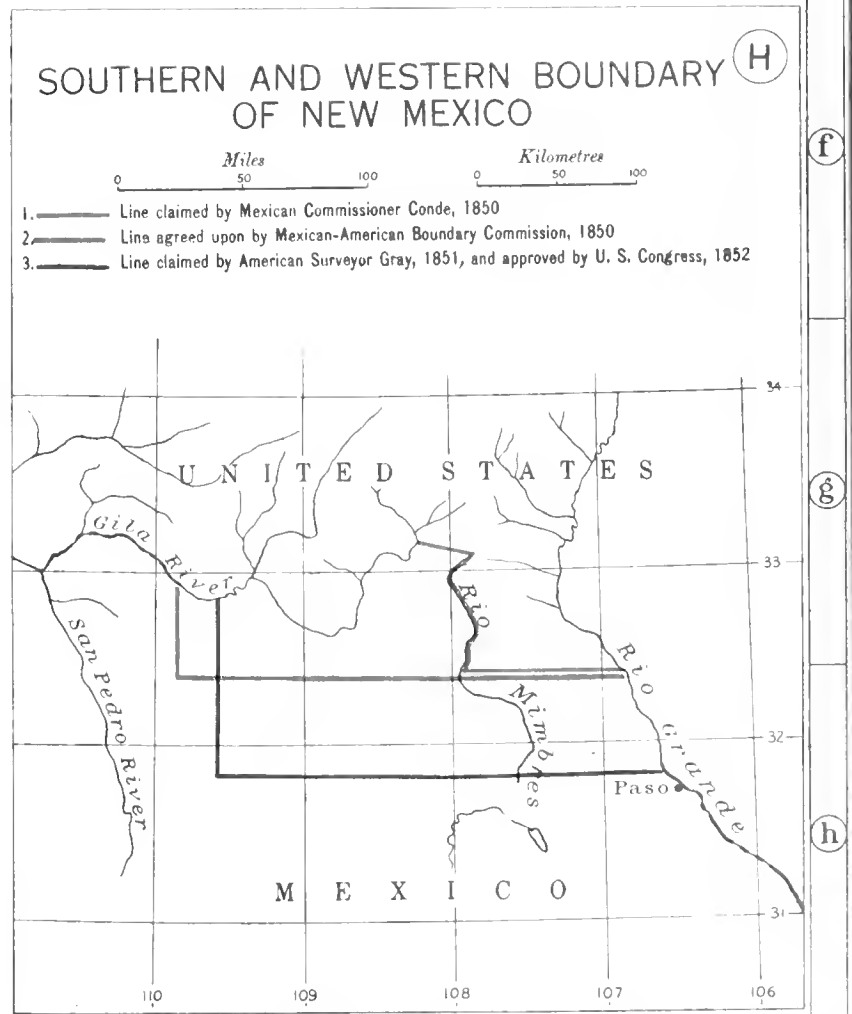 H
SOUTHERN AND WESTERN BOUNDARY
OF NEW MEXICO
Miles
0 50 100
Kilometres
0 50 100
1. Line claimed by Mexican Commissioner Conde, 1850
2. Line agreed upon by Mexican-American Boundary Commission, 1850
3. Line claimed by American Surveyor Gray, 1851, and approved by U. S. Congress, 1852
f
34
UNITED STATES
g
Gila River
33
Rio Mimbres
San Pedro River
Rio Grande
32
Paso
h
MEXICO
31
110 109 108 107 106